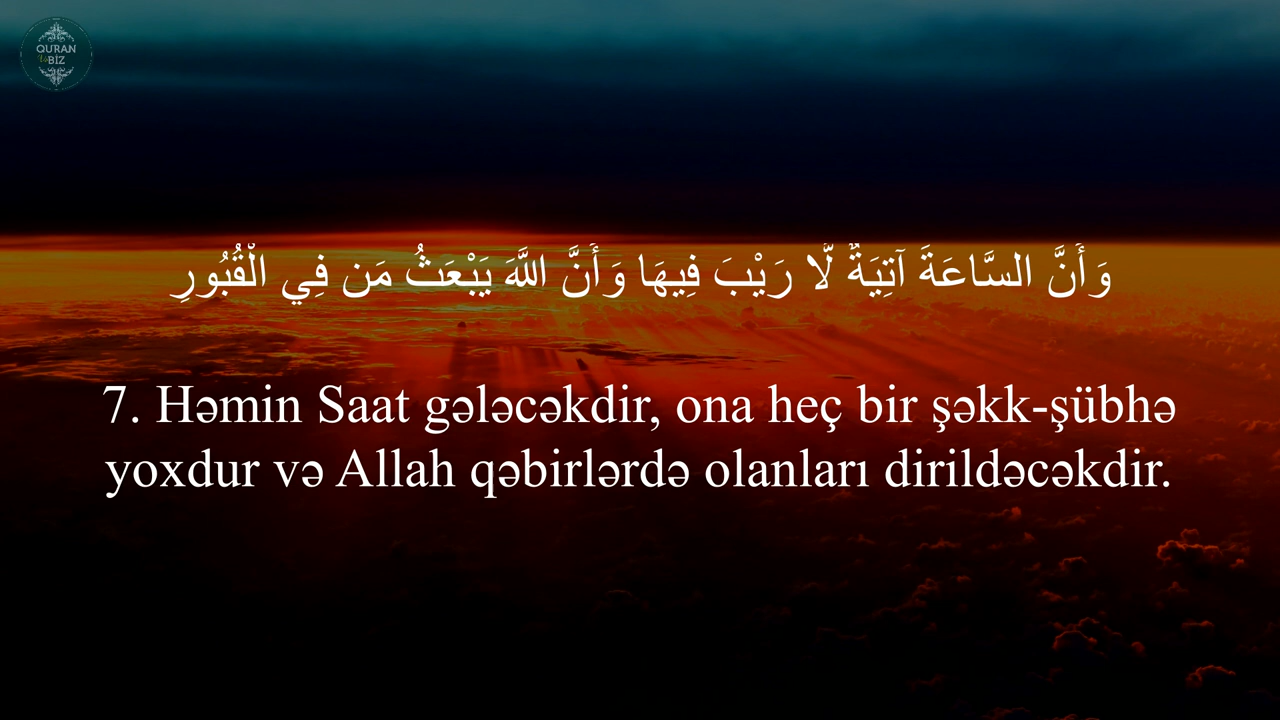 QURAN
Və BİZ
وَأَنَّ السَّاعَةَ آتِيَةٌ لَّا رَيْبَ فِيهَا وَأَنَّ اللَّهَ يَبْعَثُ مَن فِي الْقُبُورِ
7. Həmin Saat gələcəkdir, ona heç bir şəkk-şübhə
yoxdur və Allah qəbirlərdə olanları dirildəcəkdir.